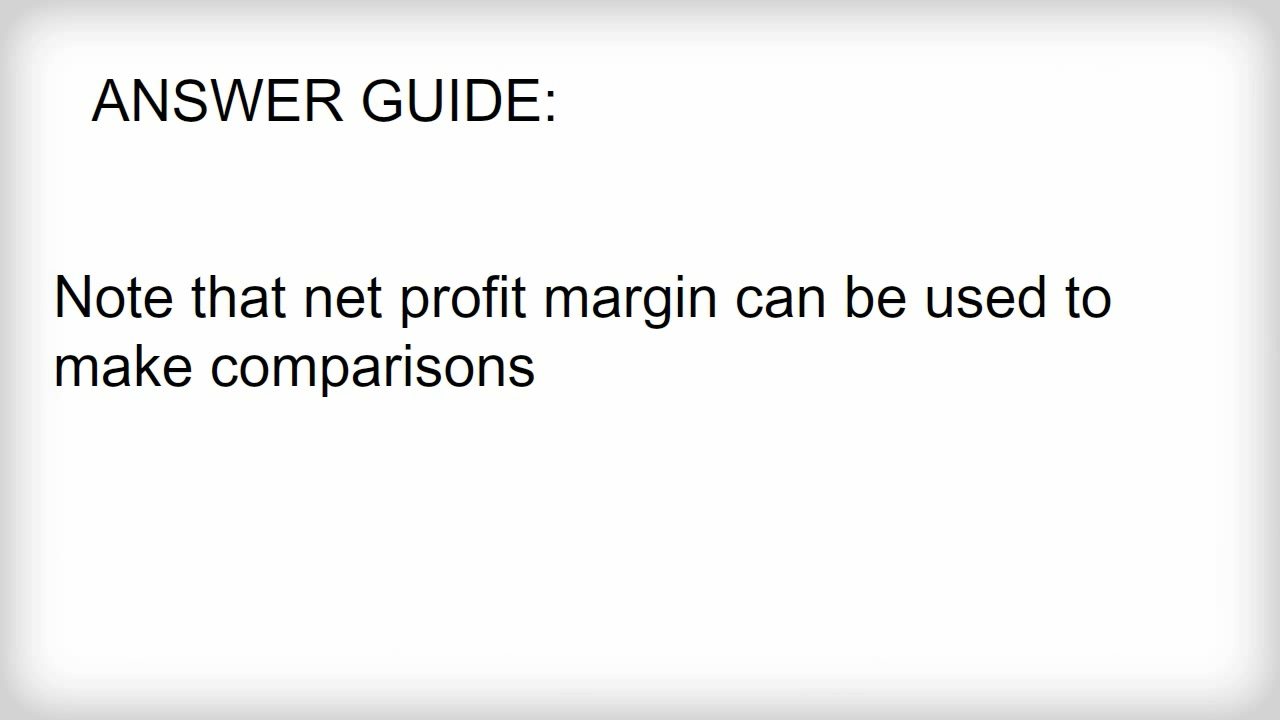 ANSWER GUIDE:
Note that net profit margin can be used to
make comparisons